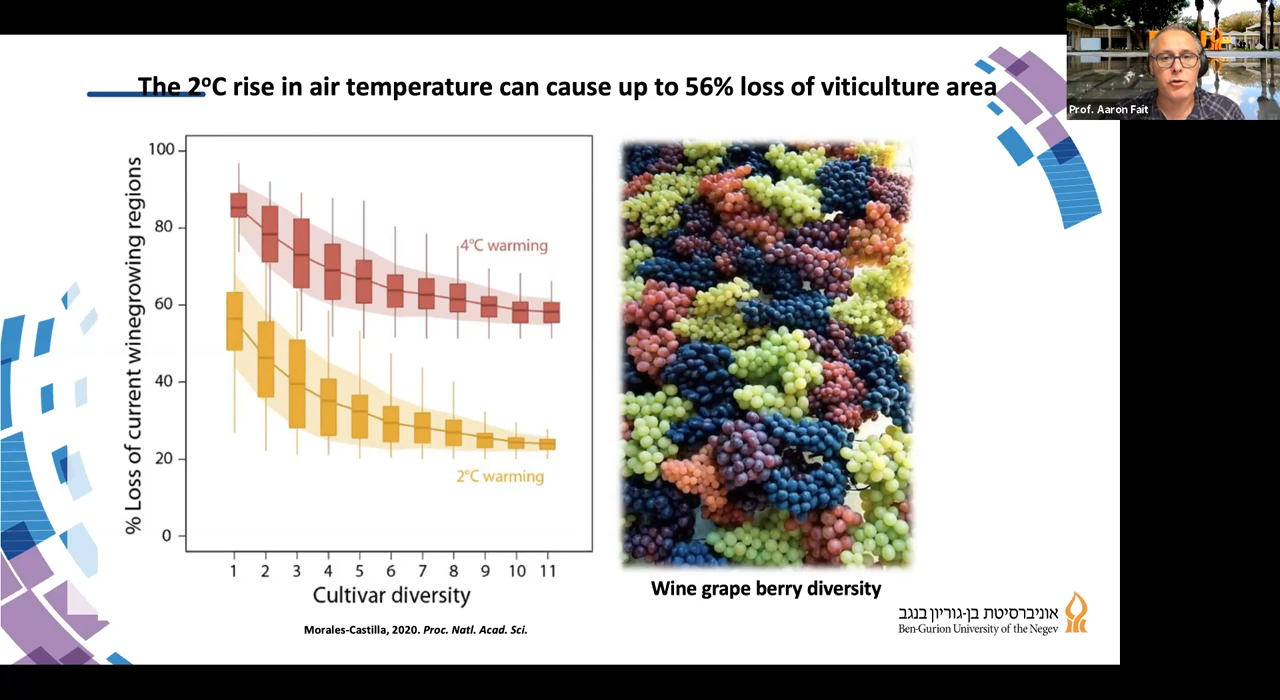 The 2°C rise in air temperature can cause up to 56% loss of viticulture area
Prof. Aaron Fait
% Loss of current winegrowing regions
100
80
60
40
20
0
4°C warming
2°C warming
1 2 3 4 5 6 7 8 9 10 11
Cultivar diversity
Morales-Castilla, 2020. Proc. Natl. Acad. Sci.
Wine grape berry diversity
אוניברסיטת בן-גוריון בנגב
Ben-Gurion University of the Negev